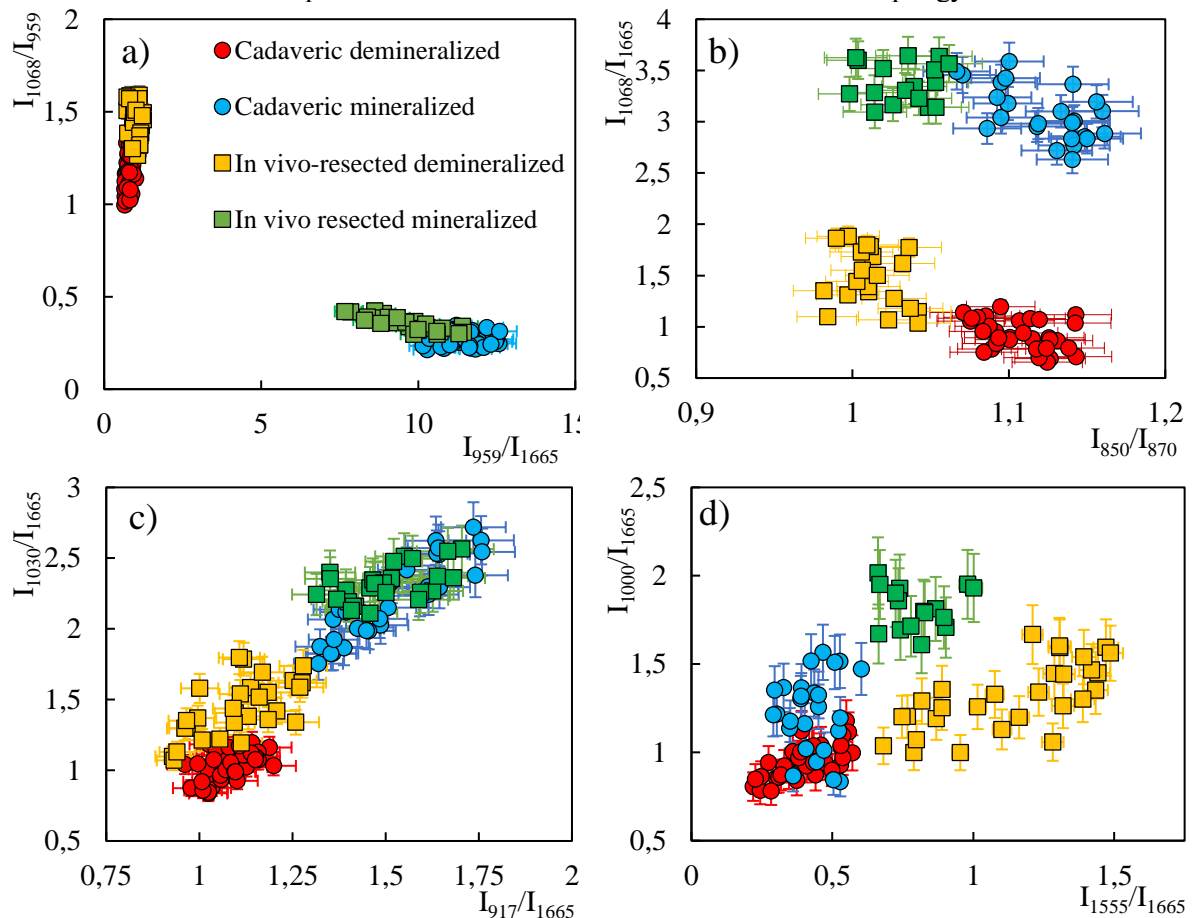 a)
I1068/I959
Cadaveric demineralized
Cadaveric mineralized
In vivo-resected demineralized
In vivo resected mineralized
2
1,5
1
0,5
0
0 5 10 15
I959/I1665
b)
I1068/I1665
4
3,5
3
2,5
2
1,5
1
0,5
0,9 1 1,1 1,2
I850/I870
c)
I1030/I1665
3
2,5
2
1,5
1
0,5
0,75 1 1,25 1,5 1,75 2
I917/I1665
d)
I1000/I1665
2,5
2
1,5
1
0,5
0 0,5 1 1,5
I1555/I1665